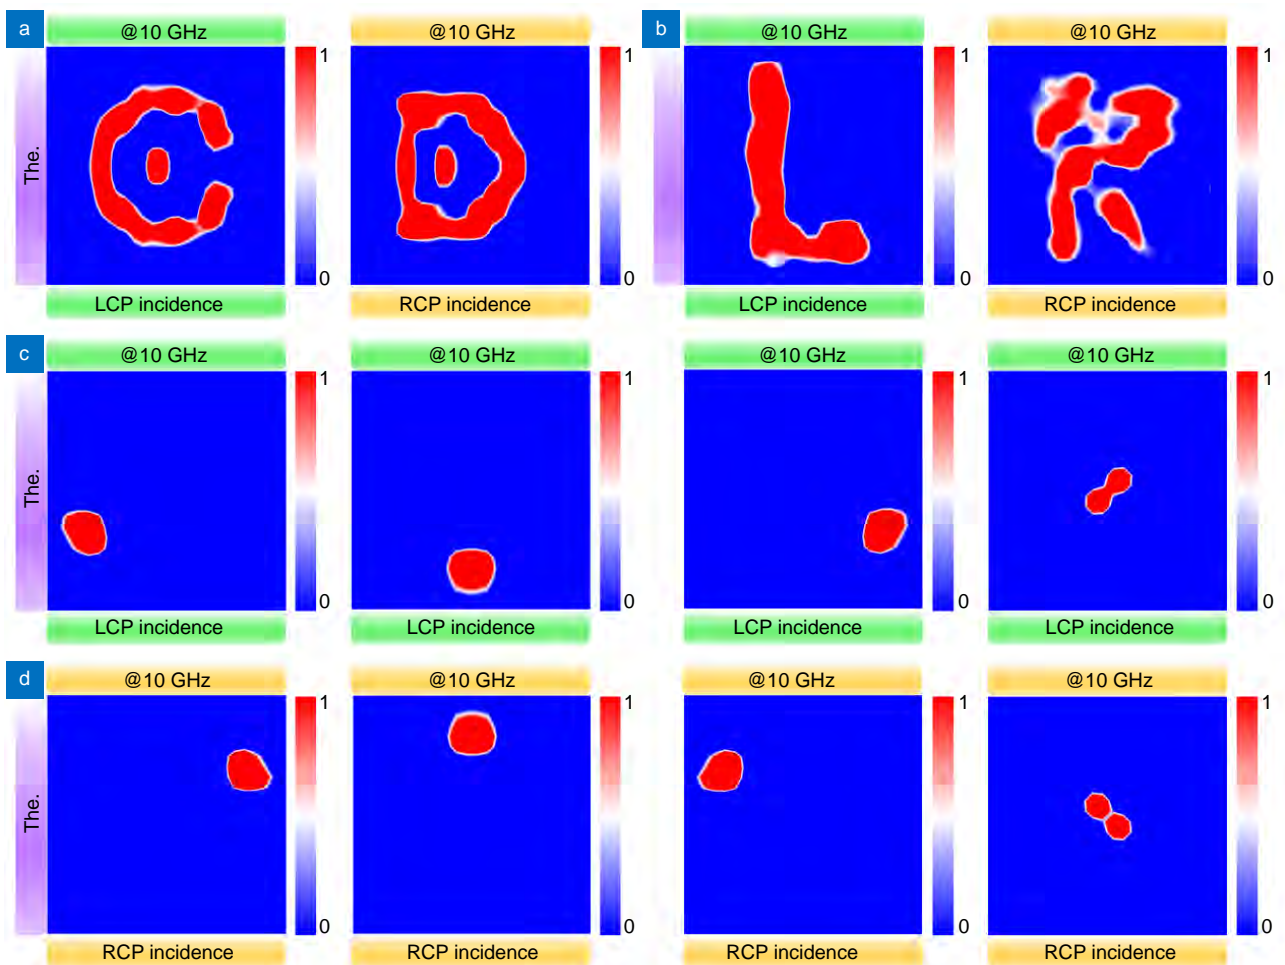 a
@10 GHz
@10 GHz
b
@10 GHz
@10 GHz
The.
1
0
1
0
1
0
1
0
C
D
L
R
LCP incidence
RCP incidence
LCP incidence
RCP incidence
c
@10 GHz
@10 GHz
@10 GHz
@10 GHz
The.
1
0
1
0
1
0
1
0
LCP incidence
LCP incidence
LCP incidence
LCP incidence
d
@10 GHz
@10 GHz
@10 GHz
@10 GHz
The.
1
0
1
0
1
0
1
0
RCP incidence
RCP incidence
RCP incidence
RCP incidence